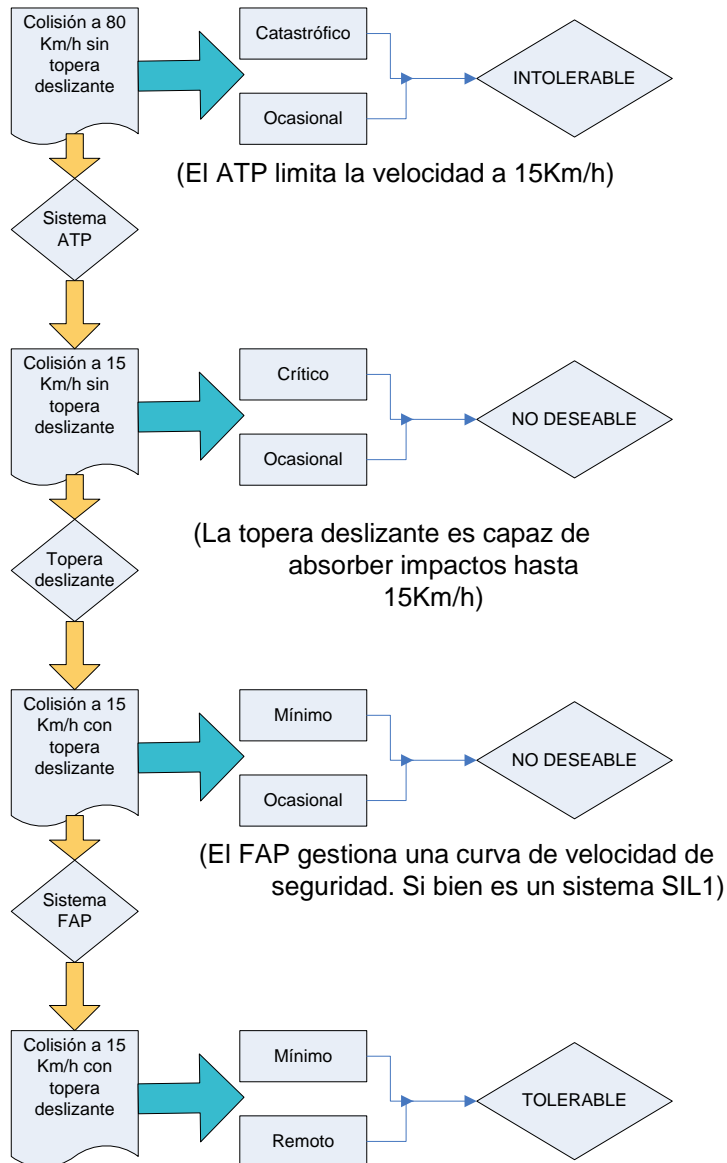 Colisión a 80
Km/h sin
topera
deslizante
Catastrófico
Ocasional
INTOLERABLE
(El ATP limita la velocidad a 15Km/h)
Sistema
ATP
Colisión a 15
Km/h sin
topera
deslizante
Crítico
Ocasional
NO DESEABLE
(La topera deslizante es capaz de
absorber impactos hasta
15Km/h)
Topera
deslizante
Colisión a 15
Km/h con
topera
deslizante
Mínimo
Ocasional
NO DESEABLE
(El FAP gestiona una curva de velocidad de
seguridad. Si bien es un sistema SIL1)
Sistema
FAP
Colisión a 15
Km/h con
topera
deslizante
Mínimo
Remoto
TOLERABLE